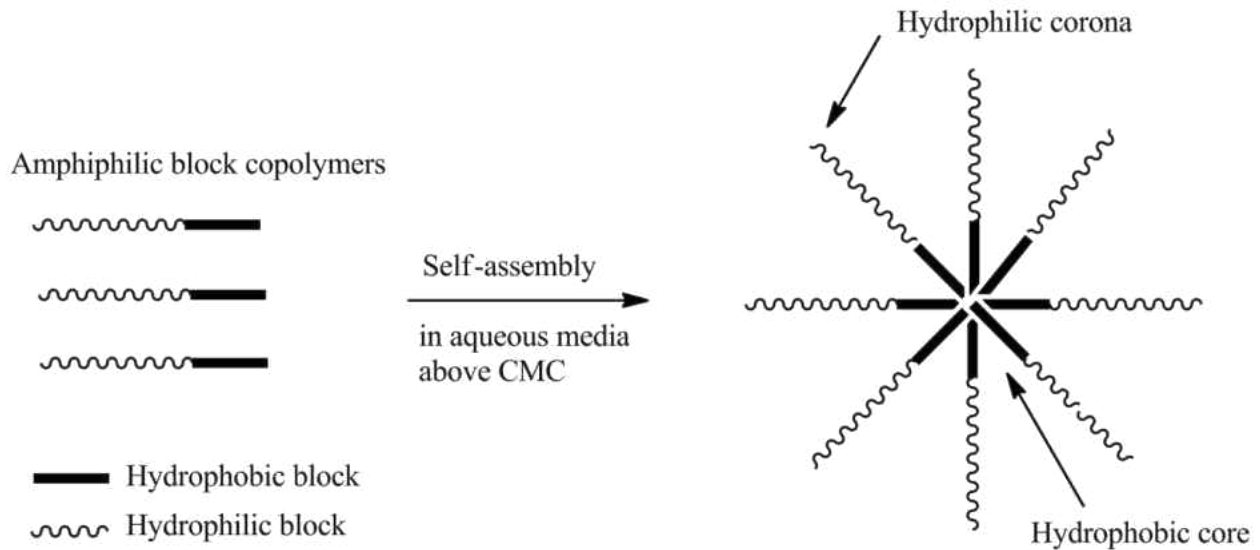 Hydrophilic corona
Amphiphilic block copolymers
Self-assembly
in aqueous media
above CMC
Hydrophobic block
Hydrophilic block
Hydrophobic core